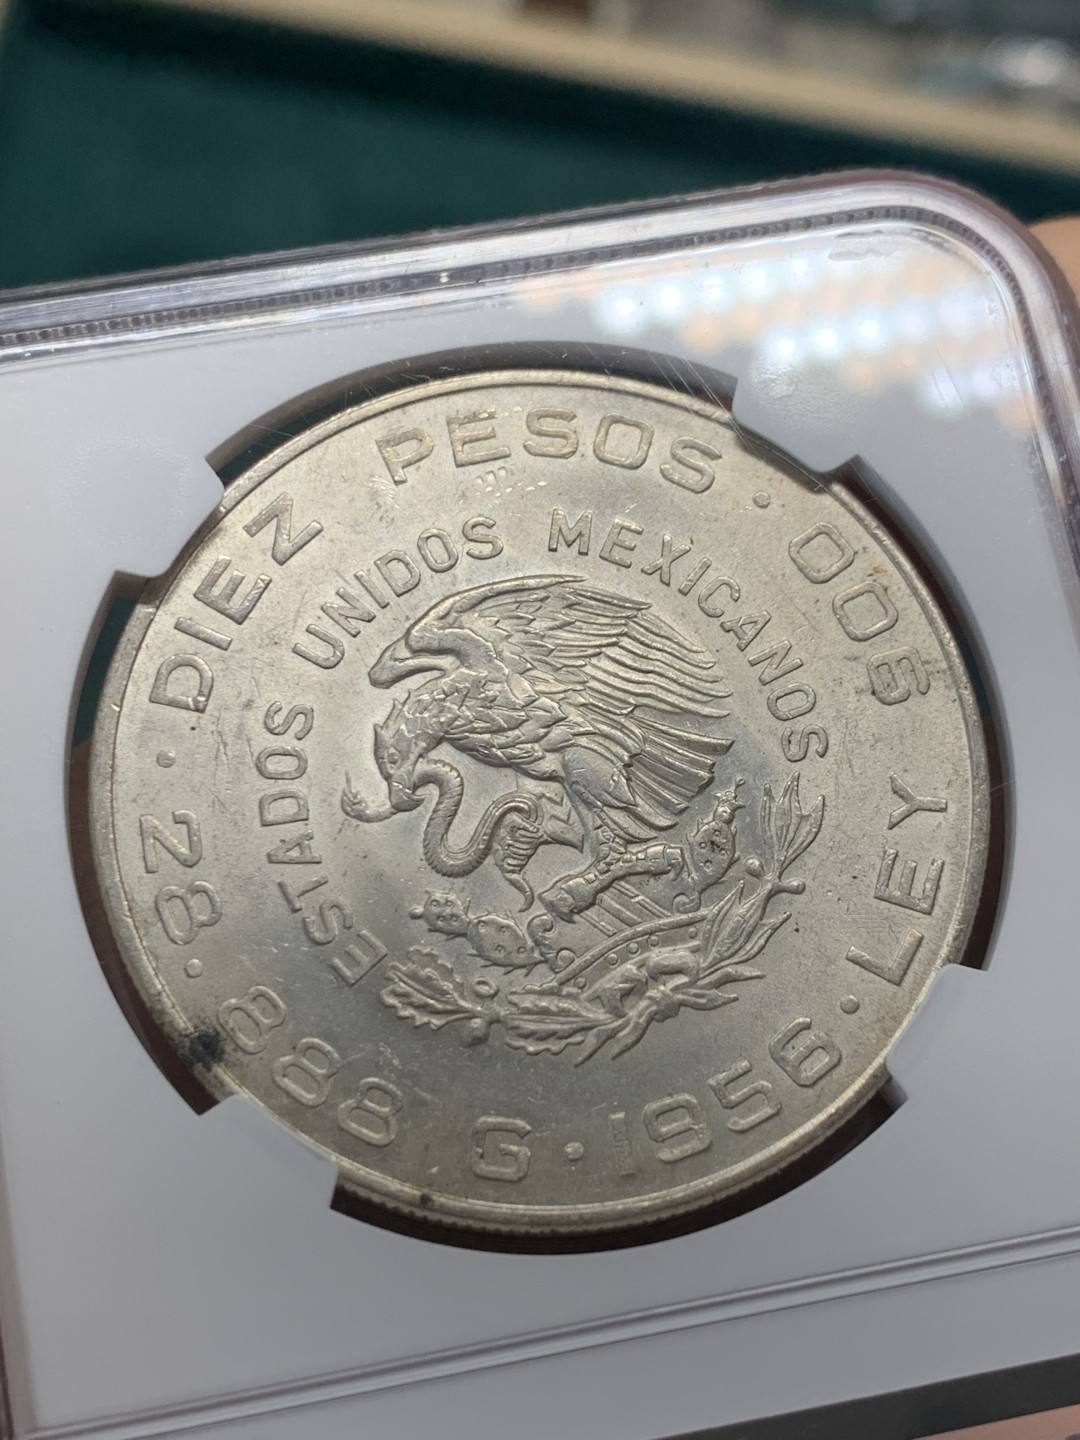 ESTADOS UNIDOS MEXICANOS
DIEZ PESOS · 900 · LEY · 1956 · G 888 · 28 ·